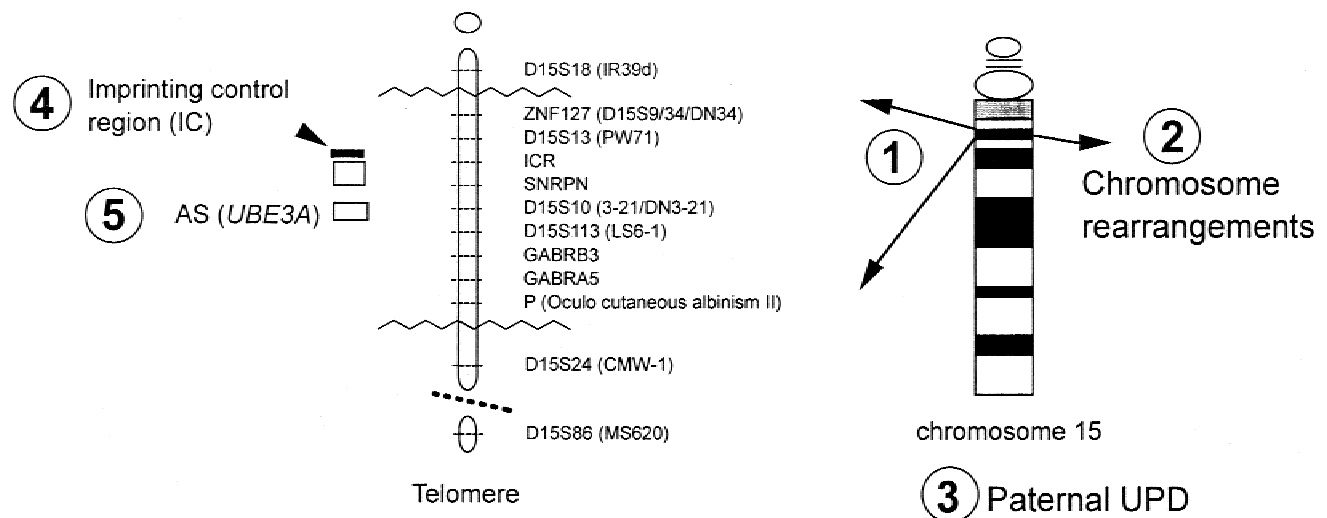 4
Imprinting control
region (IC)
5
AS (UBE3A)
D15S18 (IR39d)
ZNF127 (D15S9/34/DN34)
D15S13 (PW71)
ICR
SNRPN
D15S10 (3-21/DN3-21)
D15S113 (LS6-1)
GABRB3
GABRA5
P (Oculo cutaneous albinism II)
D15S24 (CMW-1)
D15S86 (MS620)
Telomere
1
2
Chromosome
rearrangements
chromosome 15
3 Paternal UPD